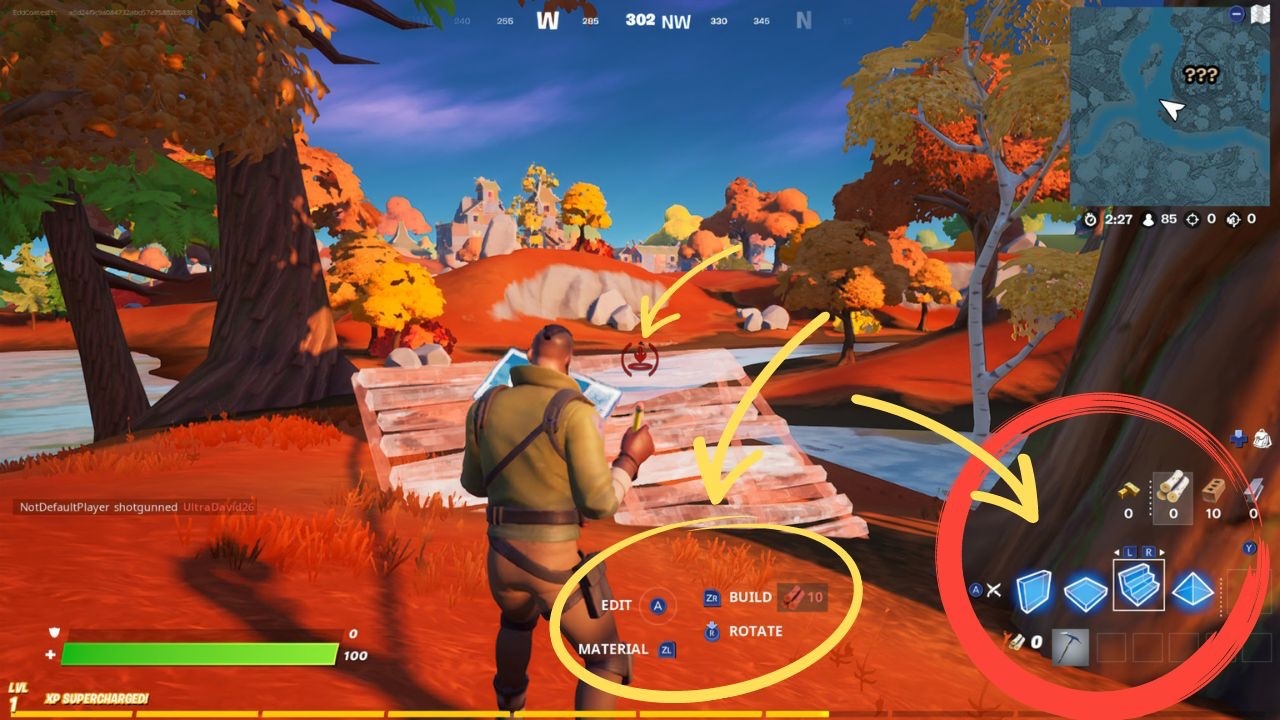 240 255 W 285 302 NW 330 345 N
???
2:27 85 0 0
NotDefaultPlayer shotgunned UltraDavid26
0 0 10 0
L R
Y
A
EDIT A
ZR BUILD 10
R ROTATE
MATERIAL ZL
0
0
100
LVL
1
XP SUPERCHARGED!